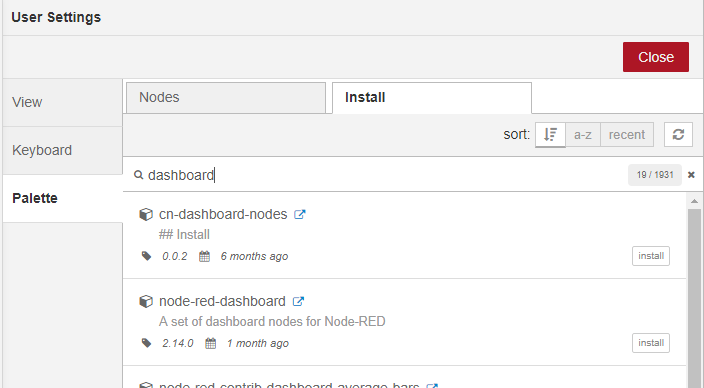 User Settings
Close
View
Keyboard
Palette
Nodes
Install
sort:
a-z
recent
dashboard
19 / 1931
cn-dashboard-nodes
## Install
0.0.2 6 months ago
install
node-red-dashboard
A set of dashboard nodes for Node-RED
2.14.0 1 month ago
install
node-red-contrib-dashboard-average-bars